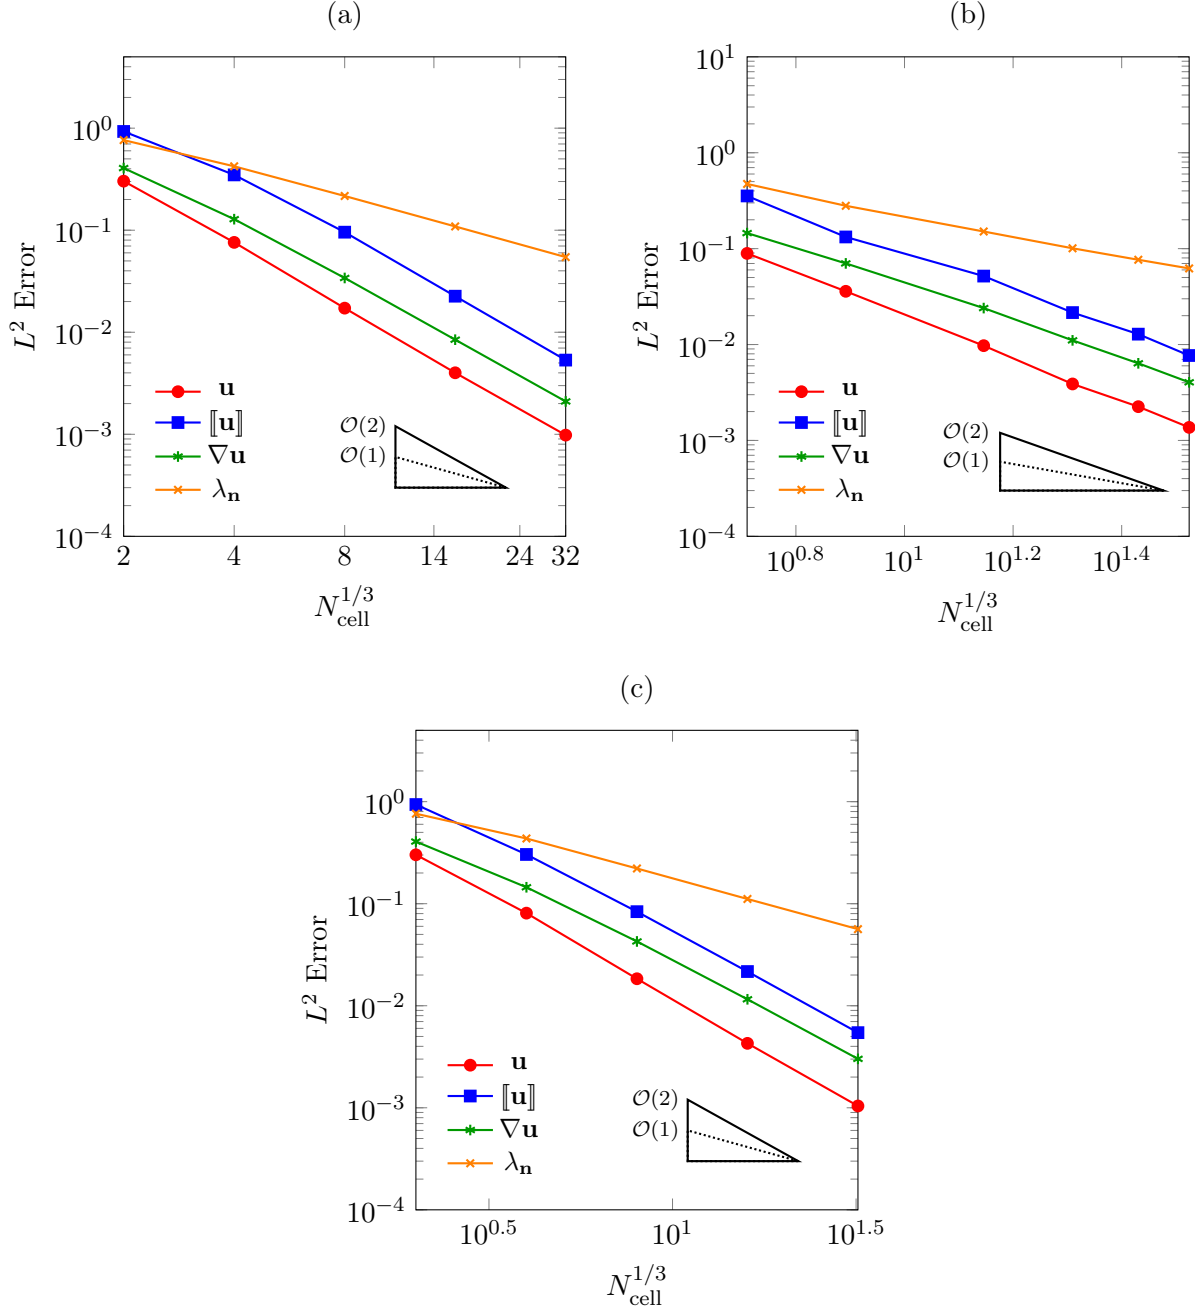 (a)
10^0
10^−1
10^−2
10^−3
10^−4
L^2 Error
u
⟦u⟧
∇u
λ_n
O(2)
O(1)
2 4 8 14 24 32
N_cell^1/3
(b)
10^1
10^0
10^−1
10^−2
10^−3
10^−4
L^2 Error
u
⟦u⟧
∇u
λ_n
O(2)
O(1)
10^0.8 10^1 10^1.2 10^1.4
N_cell^1/3
(c)
10^0
10^−1
10^−2
10^−3
10^−4
L^2 Error
u
⟦u⟧
∇u
λ_n
O(2)
O(1)
10^0.5 10^1 10^1.5
N_cell^1/3